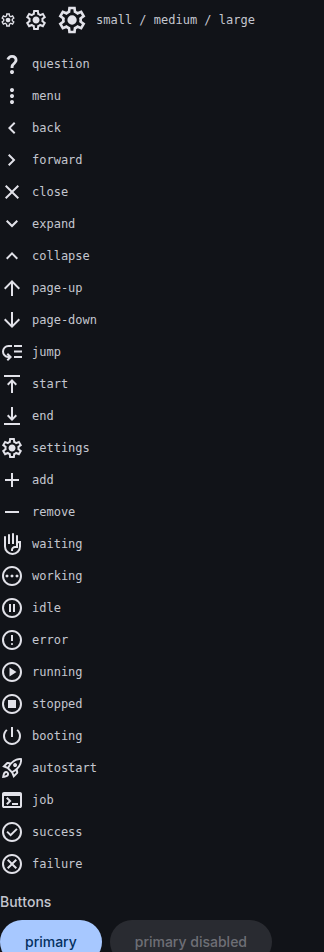 small / medium / large
question
menu
back
forward
close
expand
collapse
page-up
page-down
jump
start
end
settings
add
remove
waiting
working
idle
error
running
stopped
booting
autostart
job
success
failure
Buttons
primary primary disabled